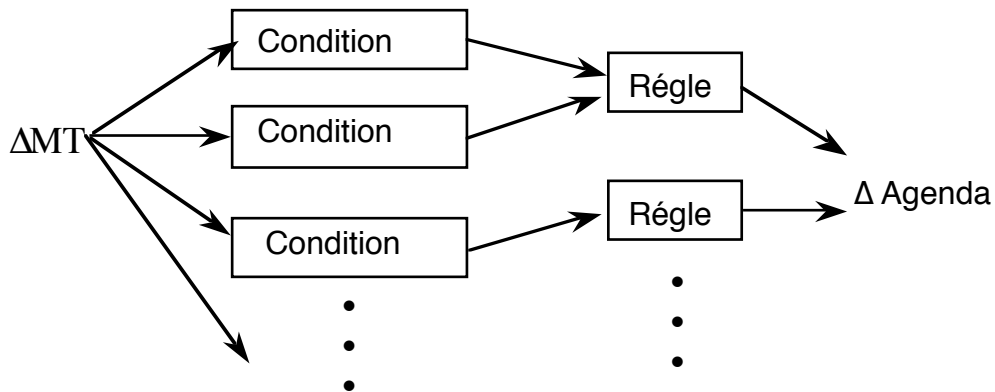 Condition
Régle
Condition
ΔMT
Δ Agenda
Condition
Régle